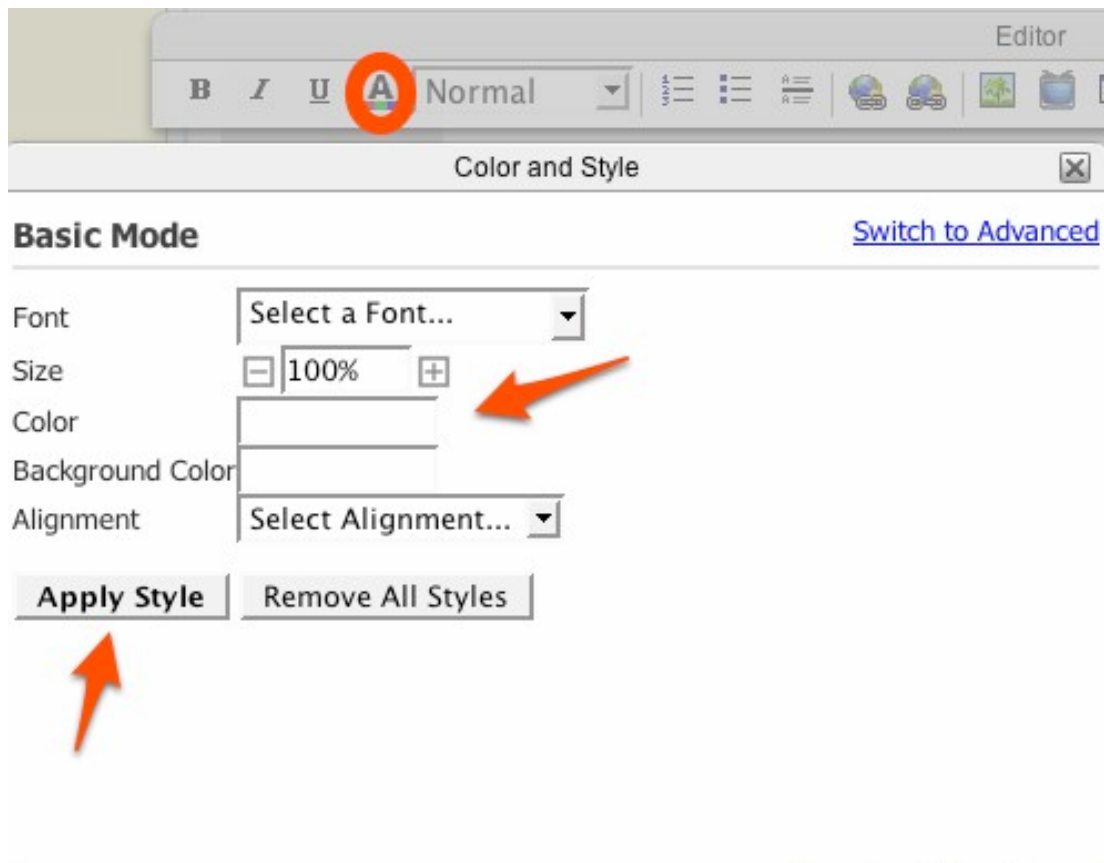 Editor
B I U A Normal
Color and Style
Basic Mode Switch to Advanced
Font Select a Font...
Size 100%
Color
Background Color
Alignment Select Alignment...
Apply Style Remove All Styles